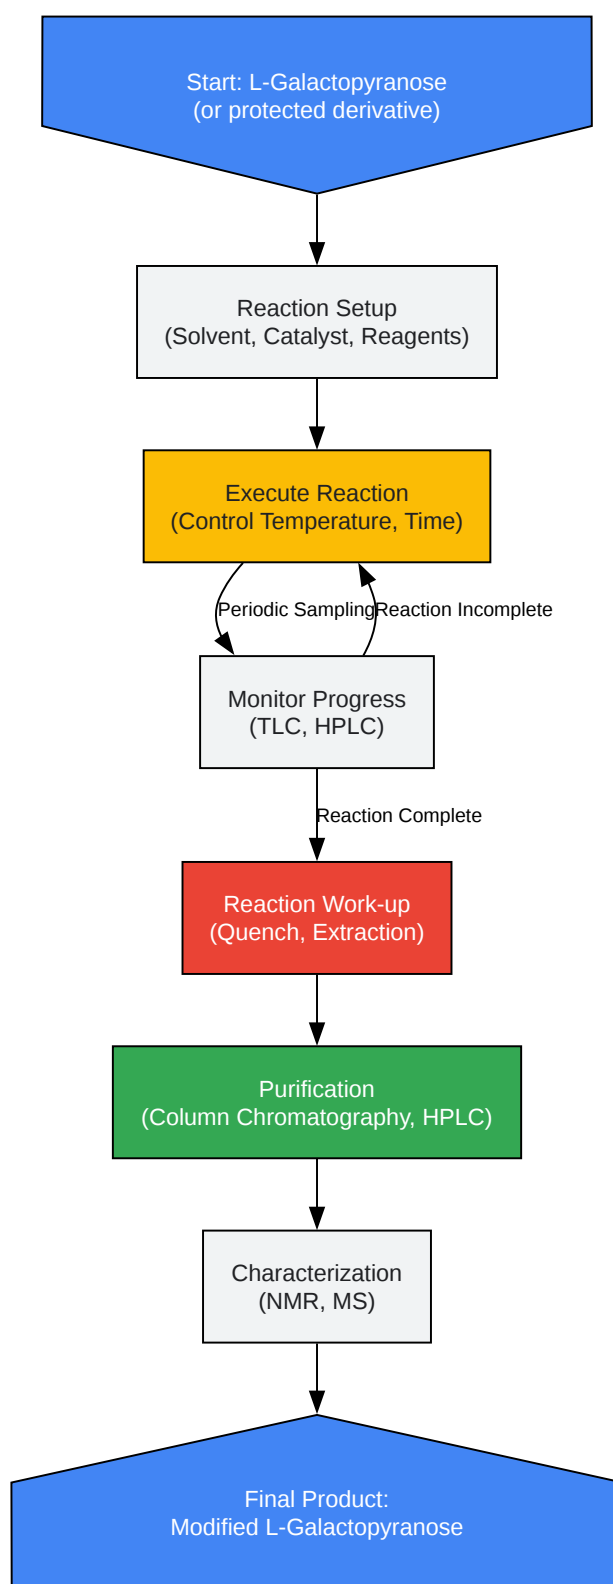 Start: L-Galactopyranose
(or protected derivative)
Reaction Setup
(Solvent, Catalyst, Reagents)
Execute Reaction
(Control Temperature, Time)
Periodic Sampling
Reaction Incomplete
Monitor Progress
(TLC, HPLC)
Reaction Complete
Reaction Work-up
(Quench, Extraction)
Purification
(Column Chromatography, HPLC)
Characterization
(NMR, MS)
Final Product:
Modified L-Galactopyranose